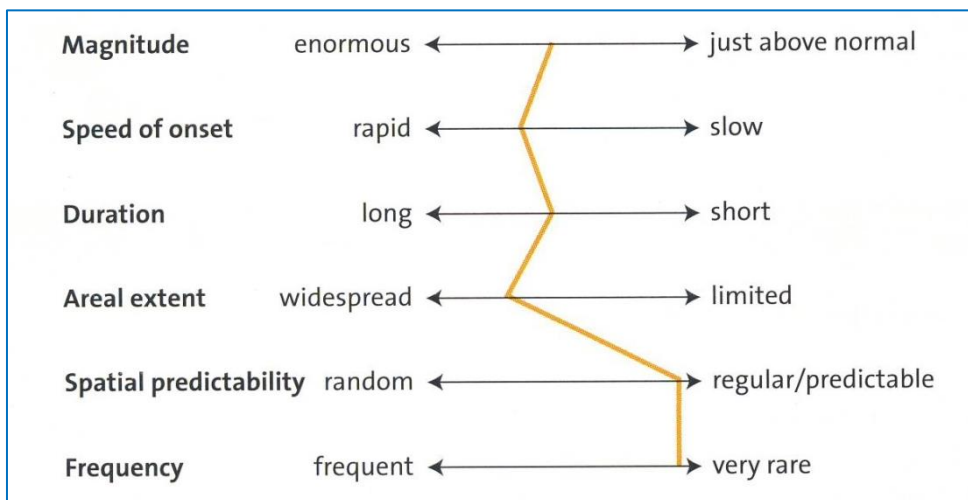 Magnitude enormous just above normal
Speed of onset rapid slow
Duration long short
Areal extent widespread limited
Spatial predictability random regular/predictable
Frequency frequent very rare